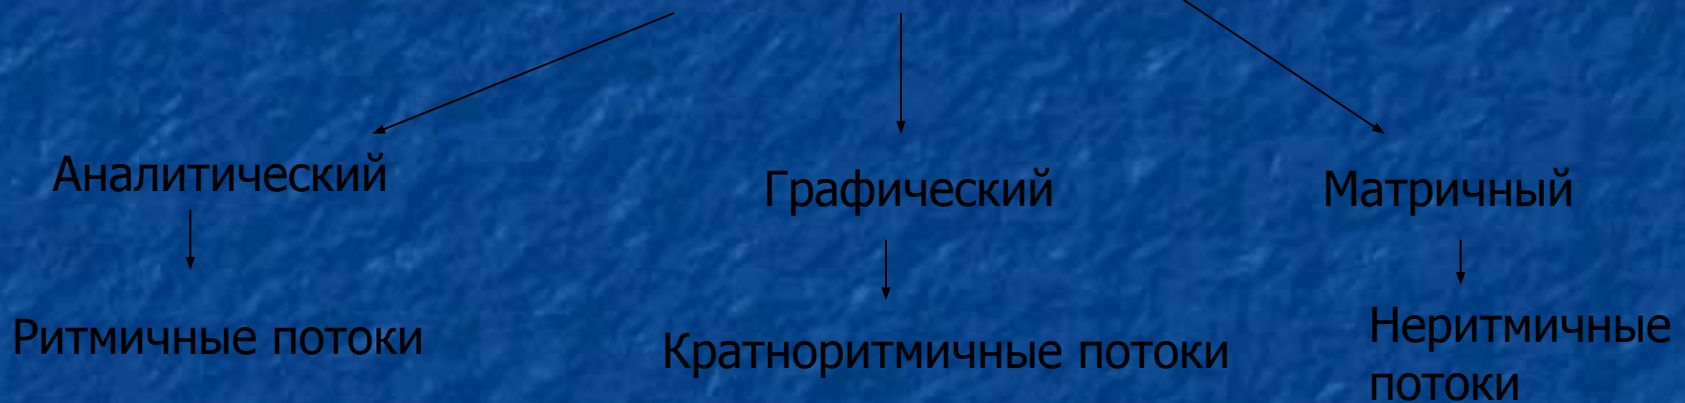 Аналитический
Графический
Матричный
Ритмичные потоки
Кратноритмичные потоки
Неритмичные
потоки